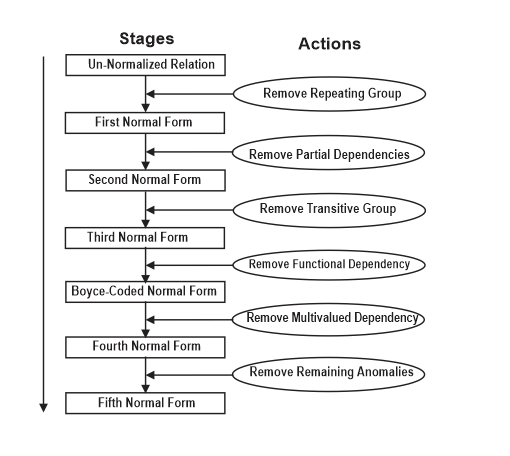 Stages
Actions
Un-Normalized Relation
Remove Repeating Group
First Normal Form
Remove Partial Dependencies
Second Normal Form
Remove Transitive Group
Third Normal Form
Remove Functional Dependency
Boyce-Coded Normal Form
Remove Multivalued Dependency
Fourth Normal Form
Remove Remaining Anomalies
Fifth Normal Form